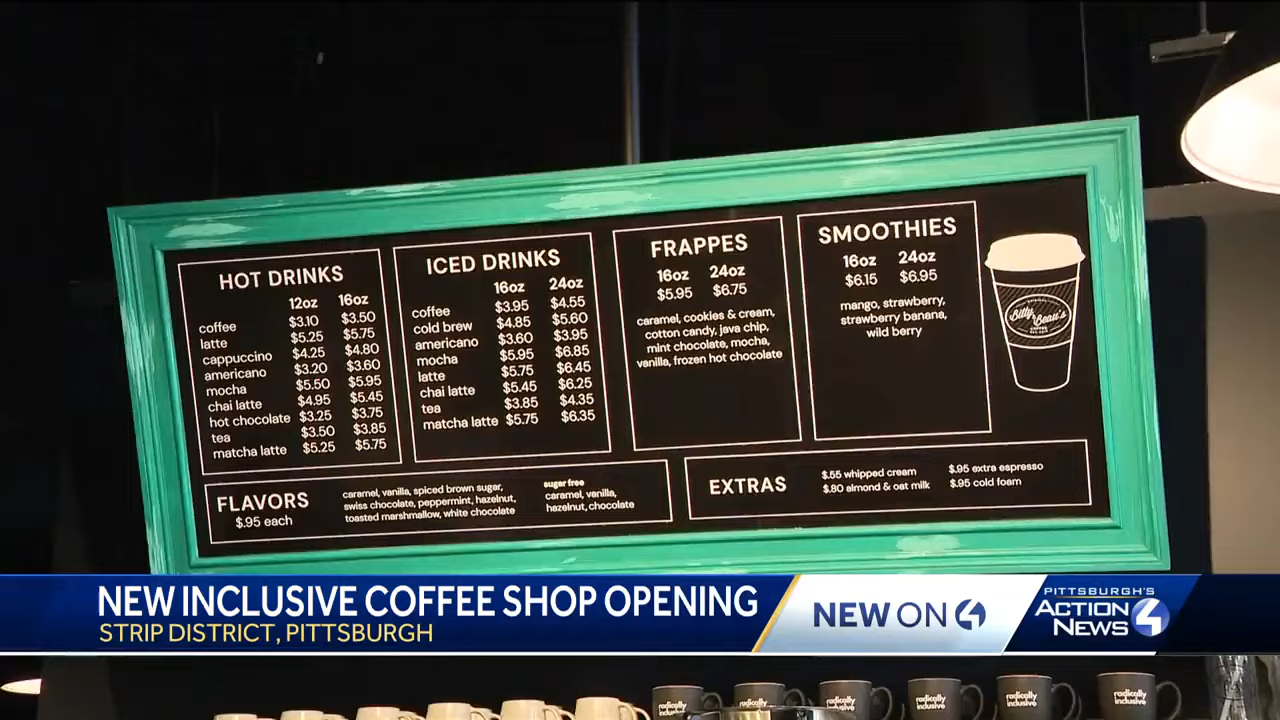 HOT DRINKS
12oz 16oz
coffee $3.10 $3.50
latte $5.25 $5.75
cappuccino $4.25 $4.80
americano $3.20 $3.60
mocha $5.50 $5.95
chai latte $4.95 $5.45
hot chocolate $3.25 $3.75
tea $3.50 $3.85
matcha latte $5.25 $5.75
ICED DRINKS
16oz 24oz
coffee $3.95 $4.55
cold brew $4.85 $5.60
americano $3.60 $3.95
mocha $5.95 $6.85
latte $5.75 $6.45
chai latte $5.45 $6.25
tea $3.85 $4.35
matcha latte $5.75 $6.35
FRAPPES
16oz 24oz
$5.95 $6.75
caramel, cookies & cream,
cotton candy, java chip,
mint chocolate, mocha,
vanilla, frozen hot chocolate
SMOOTHIES
16oz 24oz
$6.15 $6.95
mango, strawberry,
strawberry banana,
wild berry
Bitty & Beau's
COFFEE
FLAVORS
$.95 each
caramel, vanilla, spiced brown sugar,
swiss chocolate, peppermint, hazelnut,
toasted marshmallow, white chocolate
sugar free
caramel, vanilla,
hazelnut, chocolate
EXTRAS
$.55 whipped cream
$.80 almond & oat milk
$.95 extra espresso
$.95 cold foam
NEW INCLUSIVE COFFEE SHOP OPENING
STRIP DISTRICT, PITTSBURGH
NEW ON 4
PITTSBURGH'S
ACTION
NEWS 4
radically
inclusive
radically
inclusive
radically
inclusive
radically
inclusive
radically
inclusive
radically
inclusive